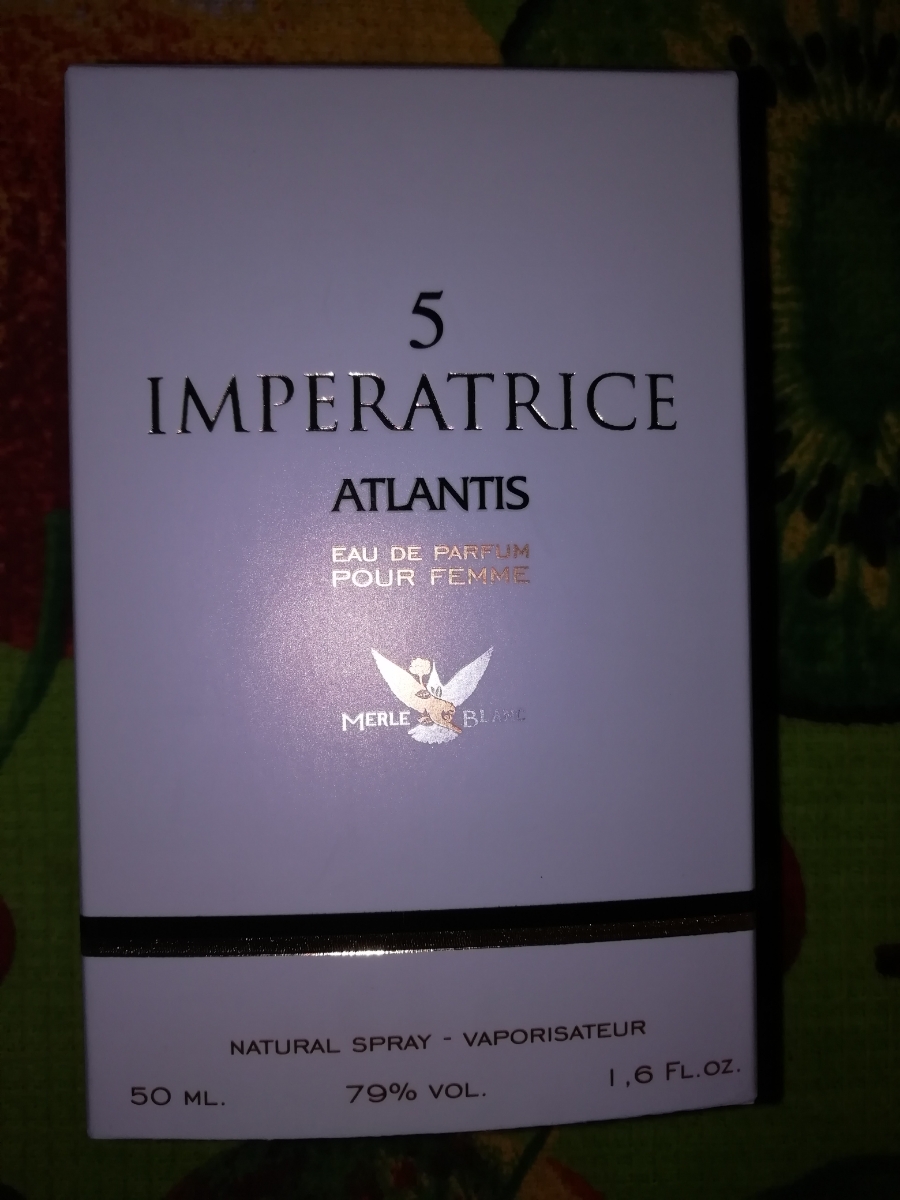 5
IMPERATRICE
ATLANTIS
EAU DE PARFUM
POUR FEMME
MERLE BLANC
NATURAL SPRAY - VAPORISATEUR
50 ML. 79% VOL. 1,6 FL.OZ.